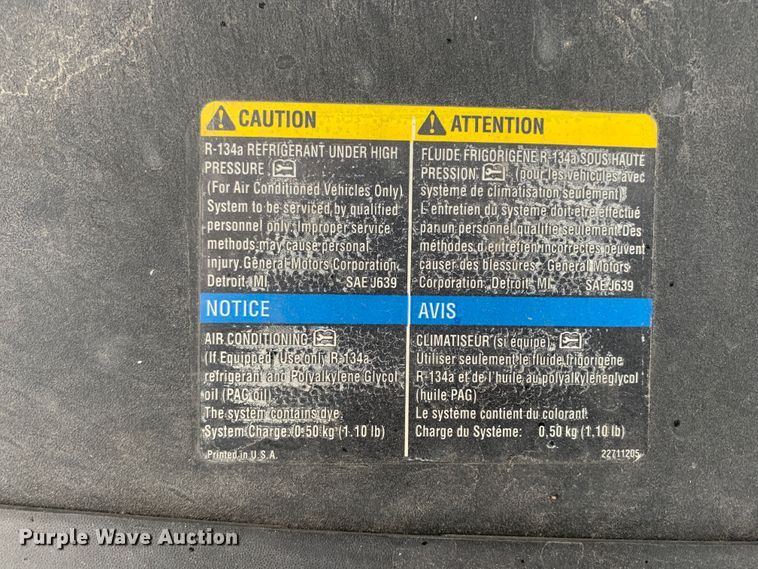 CAUTION
R-134a REFRIGERANT UNDER HIGH
PRESSURE
(For Air Conditioned Vehicles Only)
System to be serviced by qualified
personnel only. Improper service
methods may cause personal
injury. General Motors Corporation,
Detroit, MI. SAE J639
NOTICE
AIR CONDITIONING
(If Equipped) Use only R-134a
refrigerant and Polyalkylene Glycol
oil (PAG oil).
The system contains dye.
System Charge: 0.50 kg (1.10 lb)
Printed in U.S.A.
ATTENTION
FLUIDE FRIGORIGÈNE R-134a SOUS HAUTE
PRESSION (pour les véhicules avec
système de climatisation seulement).
L'entretien du système doit être effectué
par un personnel qualifié seulement. Des
méthodes d'entretien incorrectes peuvent
causer des blessures. General Motors
Corporation, Detroit, MI. SAE J639
AVIS
CLIMATISEUR (si équipé)
Utiliser seulement le fluide frigorigène
R-134a et de l'huile au polyalkylèneglycol
(huile PAG)
Le système contient du colorant.
Charge du Système: 0,50 kg (1.10 lb)
22711205
Purple Wave Auction